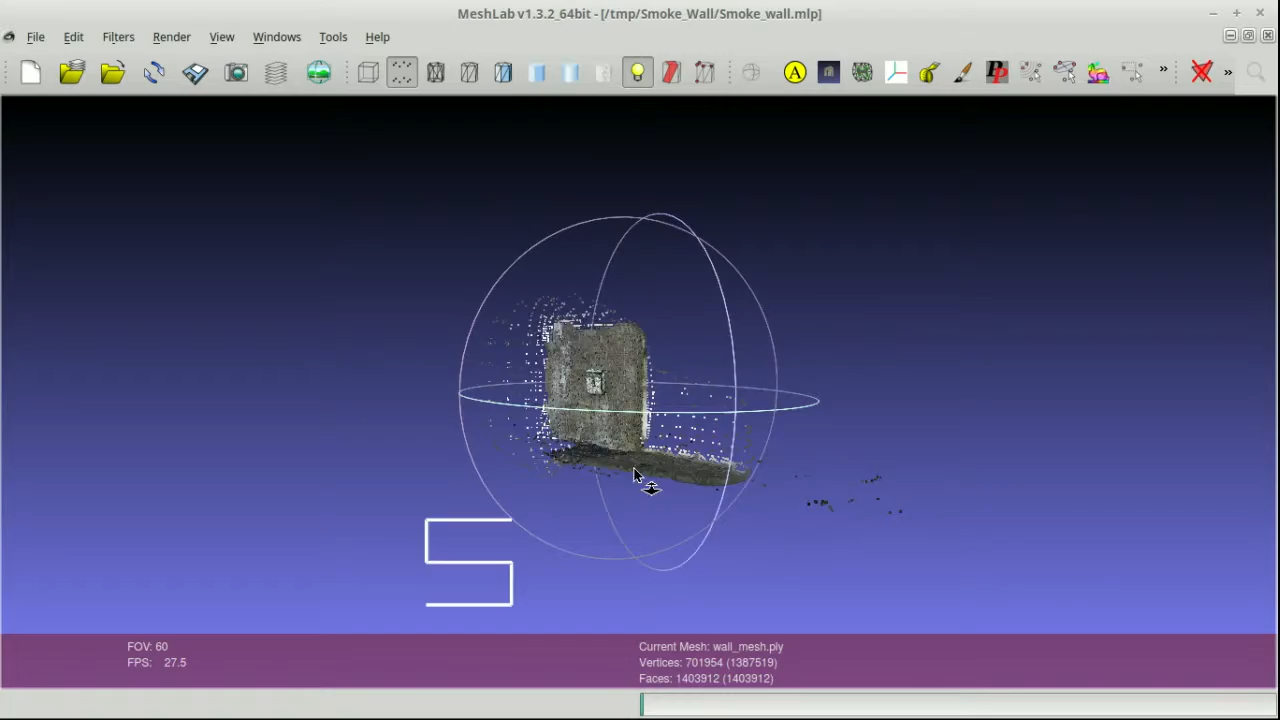 MeshLab v1.3.2_64bit - [/tmp/Smoke_Wall/Smoke_wall.mlp]
File Edit Filters Render View Windows Tools Help
A PP » »
FOV: 60
FPS: 27.5
Current Mesh: wall_mesh.ply
Vertices: 701954 (1387519)
Faces: 1403912 (1403912)